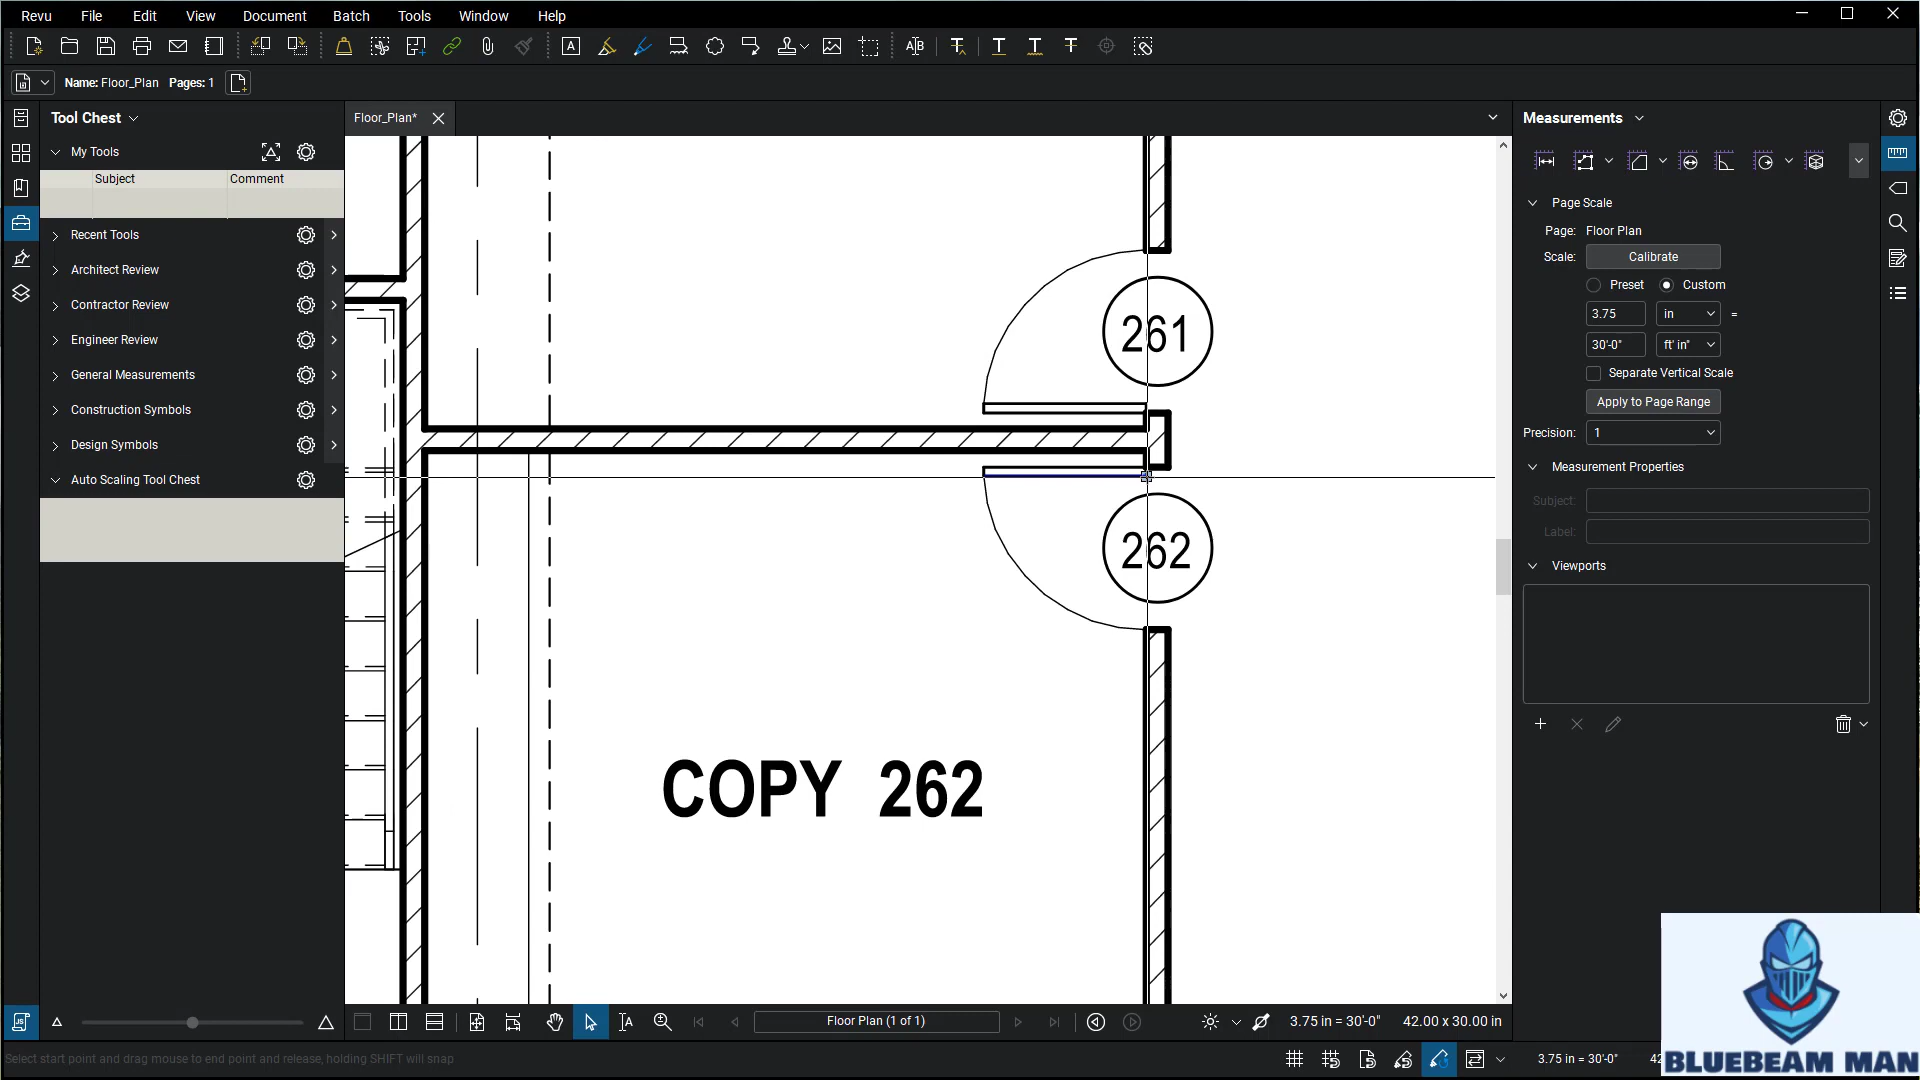 Revu File Edit View Document Batch Tools Window Help
Name: Floor_Plan Pages: 1
Tool Chest
Floor_Plan*
My Tools
Subject Comment
Recent Tools
Architect Review
Contractor Review
Engineer Review
General Measurements
Construction Symbols
Design Symbols
Auto Scaling Tool Chest
261
262
COPY 262
Measurements
Page Scale
Page: Floor Plan
Scale: Calibrate
Preset Custom
3.75 in =
30'-0" ft' in"
Separate Vertical Scale
Apply to Page Range
Precision: 1
Measurement Properties
Subject:
Label:
Viewports
Floor Plan (1 of 1)
3.75 in = 30'-0" 42.00 x 30.00 in
Select start point and drag mouse to end point and release, holding SHIFT will snap
3.75 in = 30'-0" 42
BLUEBEAM MAN